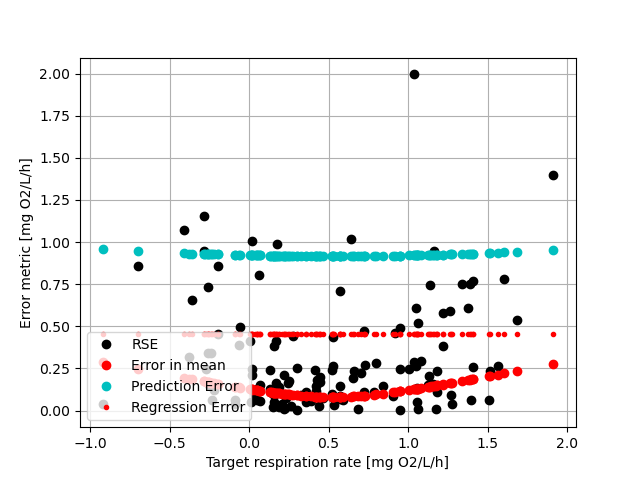 2.00
1.75
1.50
1.25
1.00
0.75
0.50
0.25
0.00
Error metric [mg O2/L/h]
RSE
Error in mean
Prediction Error
Regression Error
−1.0 −0.5 0.0 0.5 1.0 1.5 2.0
Target respiration rate [mg O2/L/h]